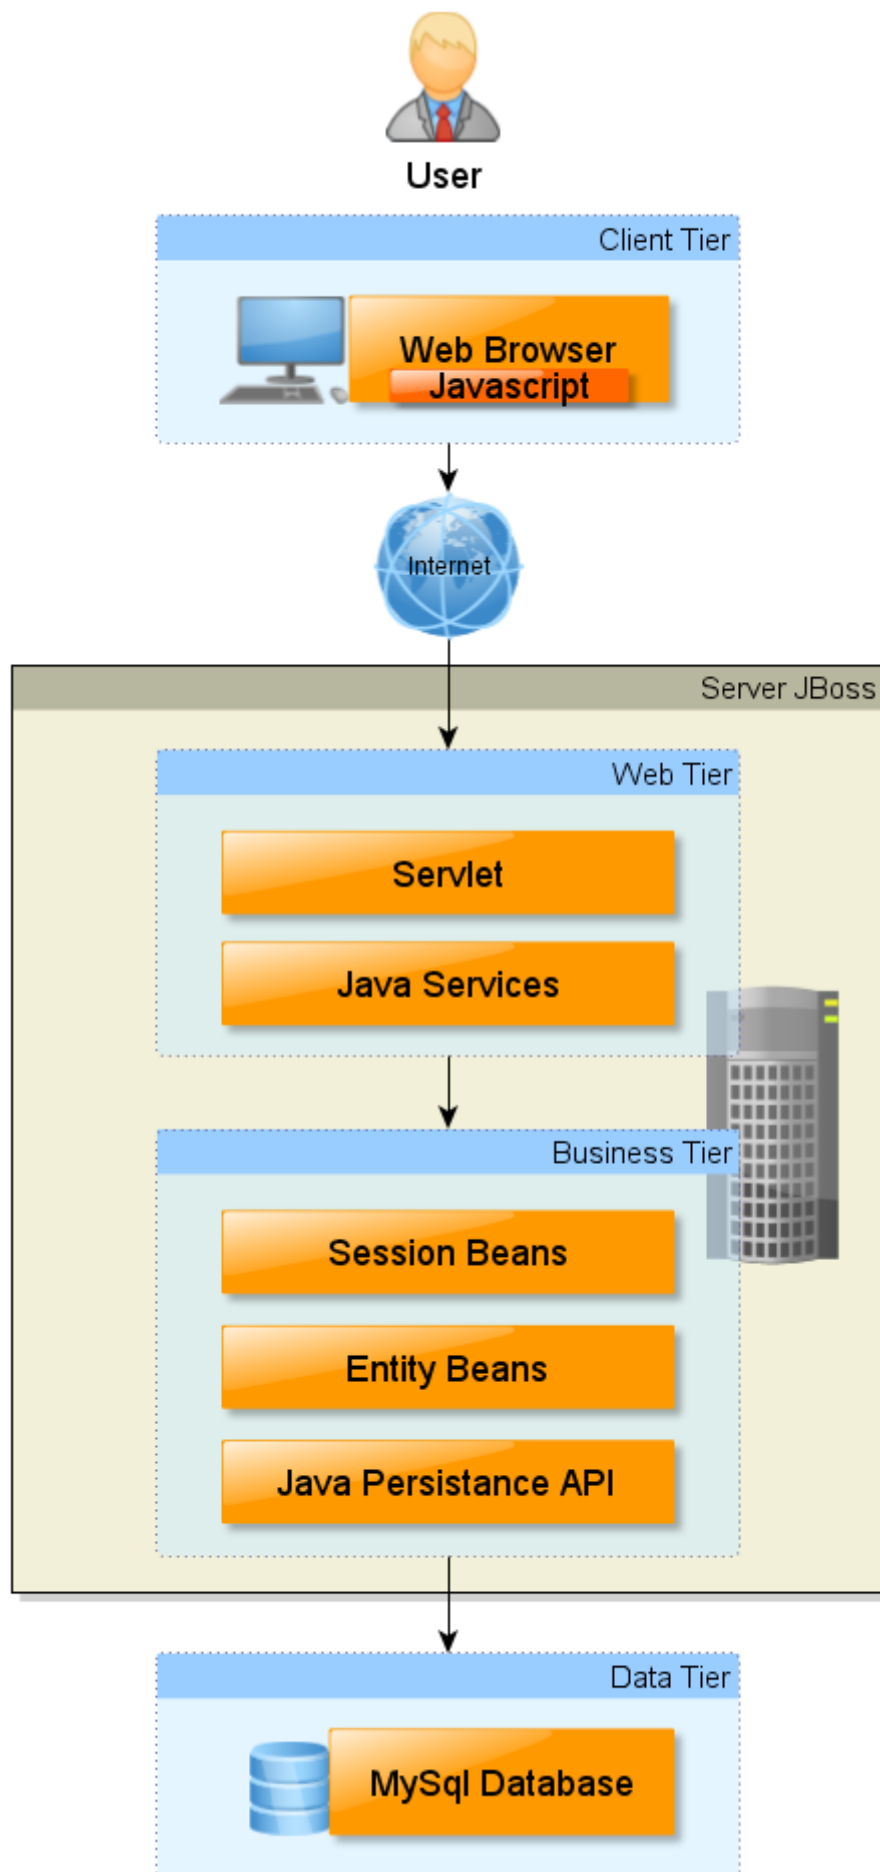 User
Client Tier
Web Browser
Javascript
Internet
Server JBoss
Web Tier
Servlet
Java Services
Business Tier
Session Beans
Entity Beans
Java Persistance API
Data Tier
MySql Database